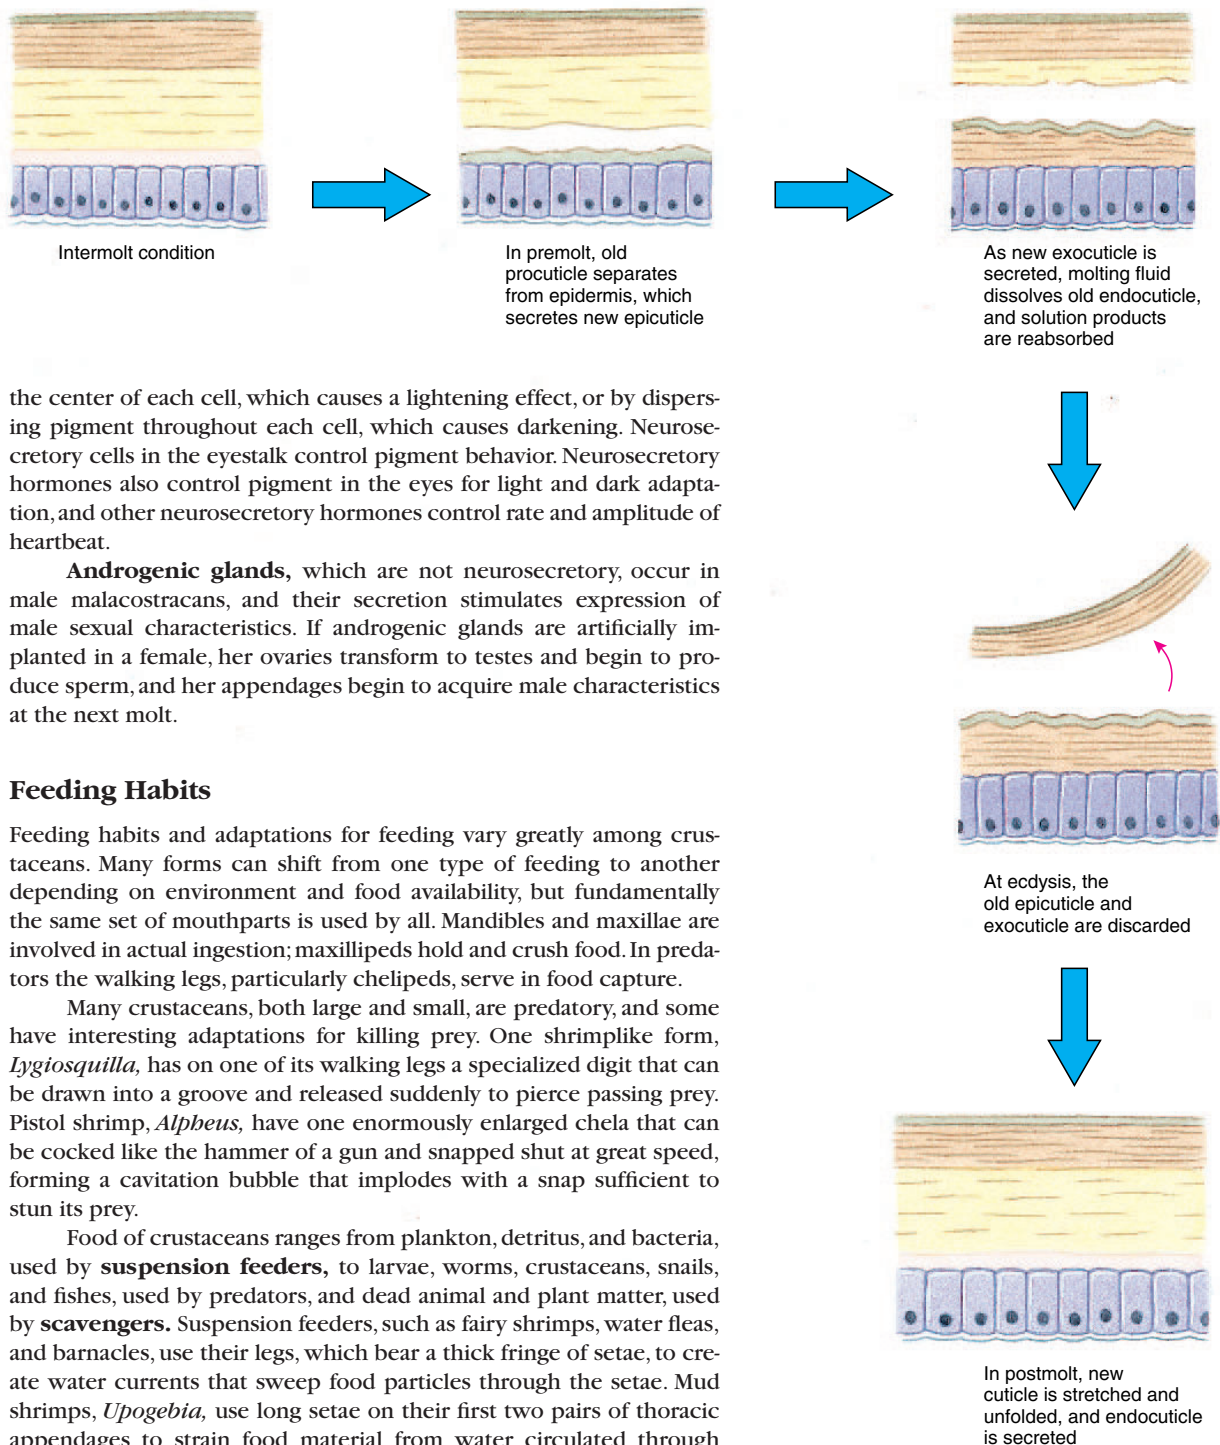 Intermolt condition
In premolt, old
procuticle separates
from epidermis, which
secretes new epicuticle
As new exocuticle is
secreted, molting fluid
dissolves old endocuticle,
and solution products
are reabsorbed
the center of each cell, which causes a lightening effect, or by dispers-
ing pigment throughout each cell, which causes darkening. Neurose-
cretory cells in the eyestalk control pigment behavior. Neurosecretory
hormones also control pigment in the eyes for light and dark adapta-
tion, and other neurosecretory hormones control rate and amplitude of
heartbeat.
Androgenic glands, which are not neurosecretory, occur in
male malacostracans, and their secretion stimulates expression of
male sexual characteristics. If androgenic glands are artificially im-
planted in a female, her ovaries transform to testes and begin to pro-
duce sperm, and her appendages begin to acquire male characteristics
at the next molt.
Feeding Habits
Feeding habits and adaptations for feeding vary greatly among crus-
taceans. Many forms can shift from one type of feeding to another
depending on environment and food availability, but fundamentally
the same set of mouthparts is used by all. Mandibles and maxillae are
involved in actual ingestion; maxillipeds hold and crush food. In preda-
tors the walking legs, particularly chelipeds, serve in food capture.
Many crustaceans, both large and small, are predatory, and some
have interesting adaptations for killing prey. One shrimplike form,
Lygiosquilla, has on one of its walking legs a specialized digit that can
be drawn into a groove and released suddenly to pierce passing prey.
Pistol shrimp, Alpheus, have one enormously enlarged chela that can
be cocked like the hammer of a gun and snapped shut at great speed,
forming a cavitation bubble that implodes with a snap sufficient to
stun its prey.
Food of crustaceans ranges from plankton, detritus, and bacteria,
used by suspension feeders, to larvae, worms, crustaceans, snails,
and fishes, used by predators, and dead animal and plant matter, used
by scavengers. Suspension feeders, such as fairy shrimps, water fleas,
and barnacles, use their legs, which bear a thick fringe of setae, to cre-
ate water currents that sweep food particles through the setae. Mud
shrimps, Upogebia, use long setae on their first two pairs of thoracic
appendages to strain food material from water circulated through
At ecdysis, the
old epicuticle and
exocuticle are discarded
In postmolt, new
cuticle is stretched and
unfolded, and endocuticle
is secreted